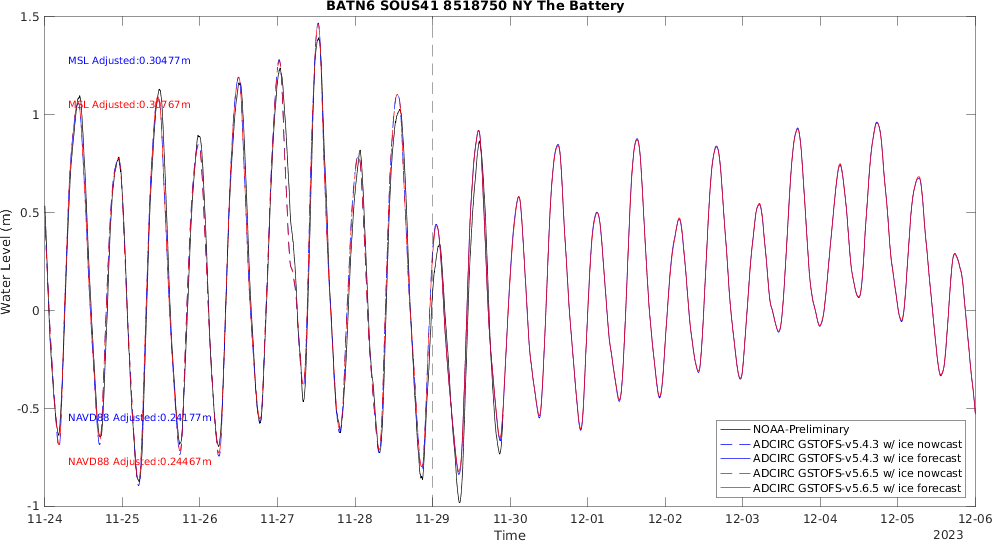 BATN6 SOUS41 8518750 NY The Battery
1.5
1
0.5
0
-0.5
-1
Water Level (m)
MSL Adjusted:0.30477m
MSL Adjusted:0.30767m
NAVD88 Adjusted:0.24177m
NAVD88 Adjusted:0.24467m
NOAA-Preliminary
ADCIRC GSTOFS-v5.4.3 w/ ice nowcast
ADCIRC GSTOFS-v5.4.3 w/ ice forecast
ADCIRC GSTOFS-v5.6.5 w/ ice nowcast
ADCIRC GSTOFS-v5.6.5 w/ ice forecast
11-24 11-25 11-26 11-27 11-28 11-29 11-30 12-01 12-02 12-03 12-04 12-05 12-06
Time
2023